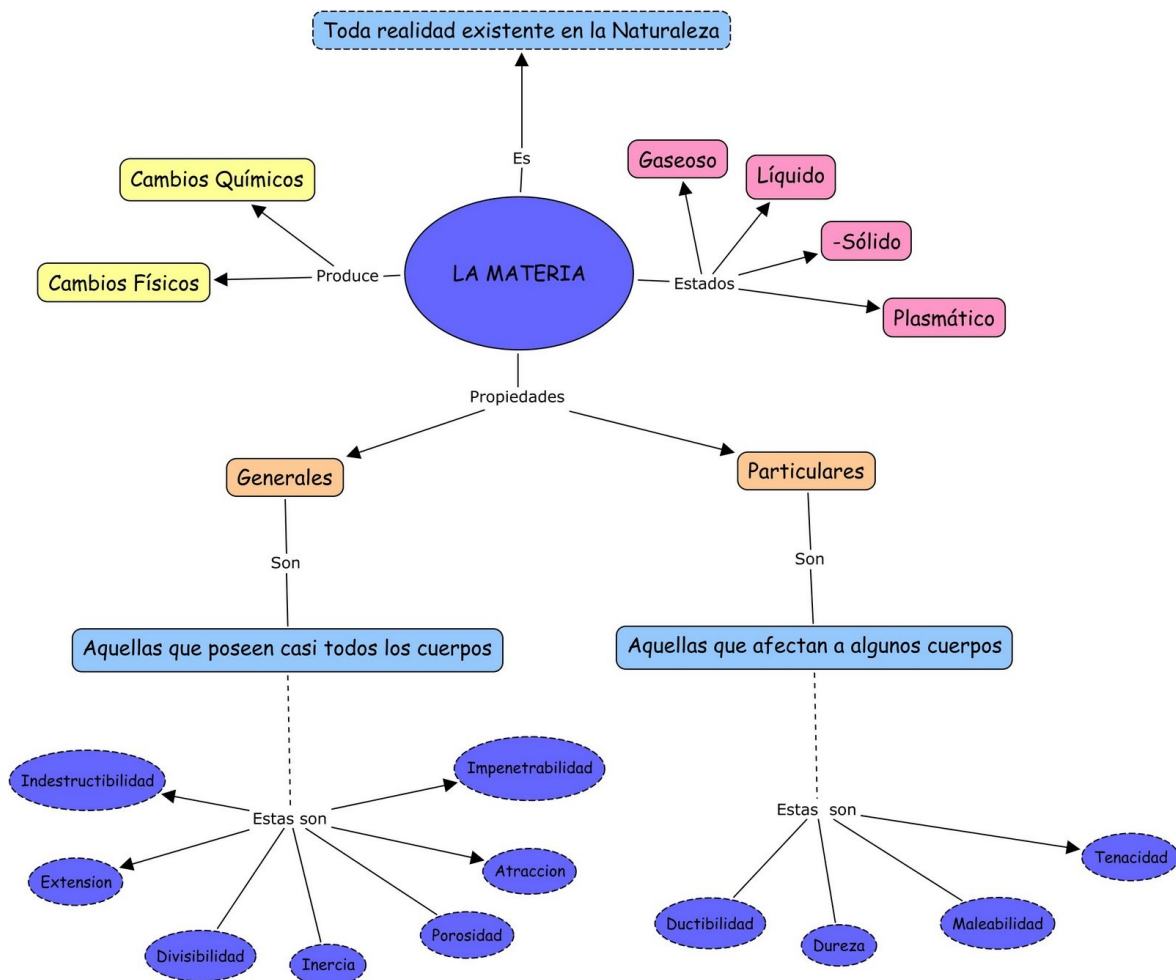 Toda realidad existente en la Naturaleza
Es
Cambios Químicos
Gaseoso
Líquido
-Sólido
Cambios Físicos
Produce
LA MATERIA
Estados
Plasmático
Propiedades
Generales
Particulares
Son
Son
Aquellas que poseen casi todos los cuerpos
Aquellas que afectan a algunos cuerpos
Indestructibilidad
Impenetrabilidad
Estas son
Estas son
Extension
Atraccion
Tenacidad
Divisibilidad
Inercia
Porosidad
Ductibilidad
Dureza
Maleabilidad